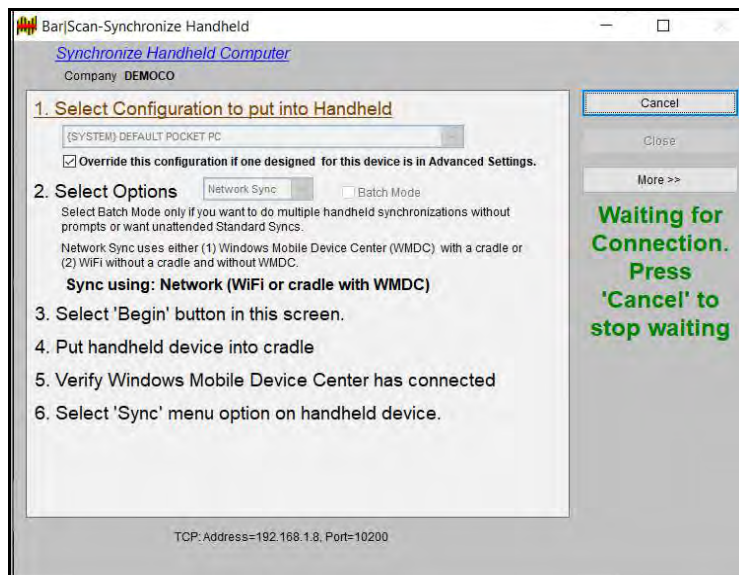 Bar|Scan-Synchronize Handheld
Synchronize Handheld Computer
Company DEMOCO
1. Select Configuration to put into Handheld
{SYSTEM} DEFAULT POCKET PC
Override this configuration if one designed for this device is in Advanced Settings.
2. Select Options
Network Sync
Batch Mode
Select Batch Mode only if you want to do multiple handheld synchronizations without
prompts or want unattended Standard Syncs.
Network Sync uses either (1) Windows Mobile Device Center (WMDC) with a cradle or
(2) WiFi without a cradle and without WMDC.
Sync using: Network (WiFi or cradle with WMDC)
3. Select 'Begin' button in this screen.
4. Put handheld device into cradle
5. Verify Windows Mobile Device Center has connected
6. Select 'Sync' menu option on handheld device.
Cancel
Close
More >>
Waiting for
Connection.
Press
'Cancel' to
stop waiting
TCP: Address=192.168.1.8, Port=10200